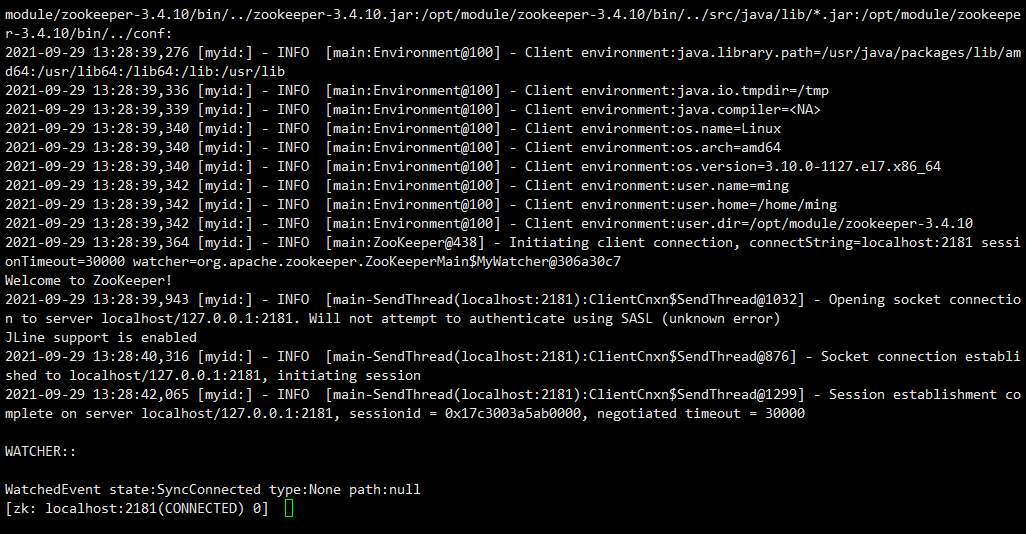 module/zookeeper-3.4.10/bin/../zookeeper-3.4.10.jar:/opt/module/zookeeper-3.4.10/bin/../src/java/lib/*.jar:/opt/module/zookeepe
r-3.4.10/bin/../conf:
2021-09-29 13:28:39,276 [myid:] - INFO  [main:Environment@100] - Client environment:java.library.path=/usr/java/packages/lib/am
d64:/usr/lib64:/lib64:/lib:/usr/lib
2021-09-29 13:28:39,336 [myid:] - INFO  [main:Environment@100] - Client environment:java.io.tmpdir=/tmp
2021-09-29 13:28:39,339 [myid:] - INFO  [main:Environment@100] - Client environment:java.compiler=<NA>
2021-09-29 13:28:39,340 [myid:] - INFO  [main:Environment@100] - Client environment:os.name=Linux
2021-09-29 13:28:39,340 [myid:] - INFO  [main:Environment@100] - Client environment:os.arch=amd64
2021-09-29 13:28:39,340 [myid:] - INFO  [main:Environment@100] - Client environment:os.version=3.10.0-1127.el7.x86_64
2021-09-29 13:28:39,342 [myid:] - INFO  [main:Environment@100] - Client environment:user.name=ming
2021-09-29 13:28:39,342 [myid:] - INFO  [main:Environment@100] - Client environment:user.home=/home/ming
2021-09-29 13:28:39,342 [myid:] - INFO  [main:Environment@100] - Client environment:user.dir=/opt/module/zookeeper-3.4.10
2021-09-29 13:28:39,364 [myid:] - INFO  [main:ZooKeeper@438] - Initiating client connection, connectString=localhost:2181 sessi
onTimeout=30000 watcher=org.apache.zookeeper.ZooKeeperMain$MyWatcher@306a30c7
Welcome to ZooKeeper!
2021-09-29 13:28:39,943 [myid:] - INFO  [main-SendThread(localhost:2181):ClientCnxn$SendThread@1032] - Opening socket connectio
n to server localhost/127.0.0.1:2181. Will not attempt to authenticate using SASL (unknown error)
JLine support is enabled
2021-09-29 13:28:40,316 [myid:] - INFO  [main-SendThread(localhost:2181):ClientCnxn$SendThread@876] - Socket connection establi
shed to localhost/127.0.0.1:2181, initiating session
2021-09-29 13:28:42,065 [myid:] - INFO  [main-SendThread(localhost:2181):ClientCnxn$SendThread@1299] - Session establishment co
mplete on server localhost/127.0.0.1:2181, sessionid = 0x17c3003a5ab0000, negotiated timeout = 30000
WATCHER::
WatchedEvent state:SyncConnected type:None path:null
[zk: localhost:2181(CONNECTED) 0]